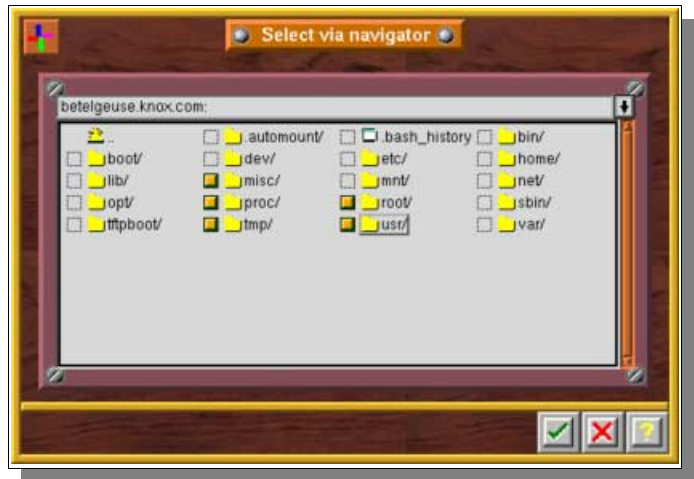 Select via navigator
betelgeuse.knox.com:
.. .automount/ .bash_history bin/
boot/ dev/ etc/ home/
lib/ misc/ mnt/ net/
opt/ proc/ root/ sbin/
tftpboot/ tmp/ usr/ var/
?